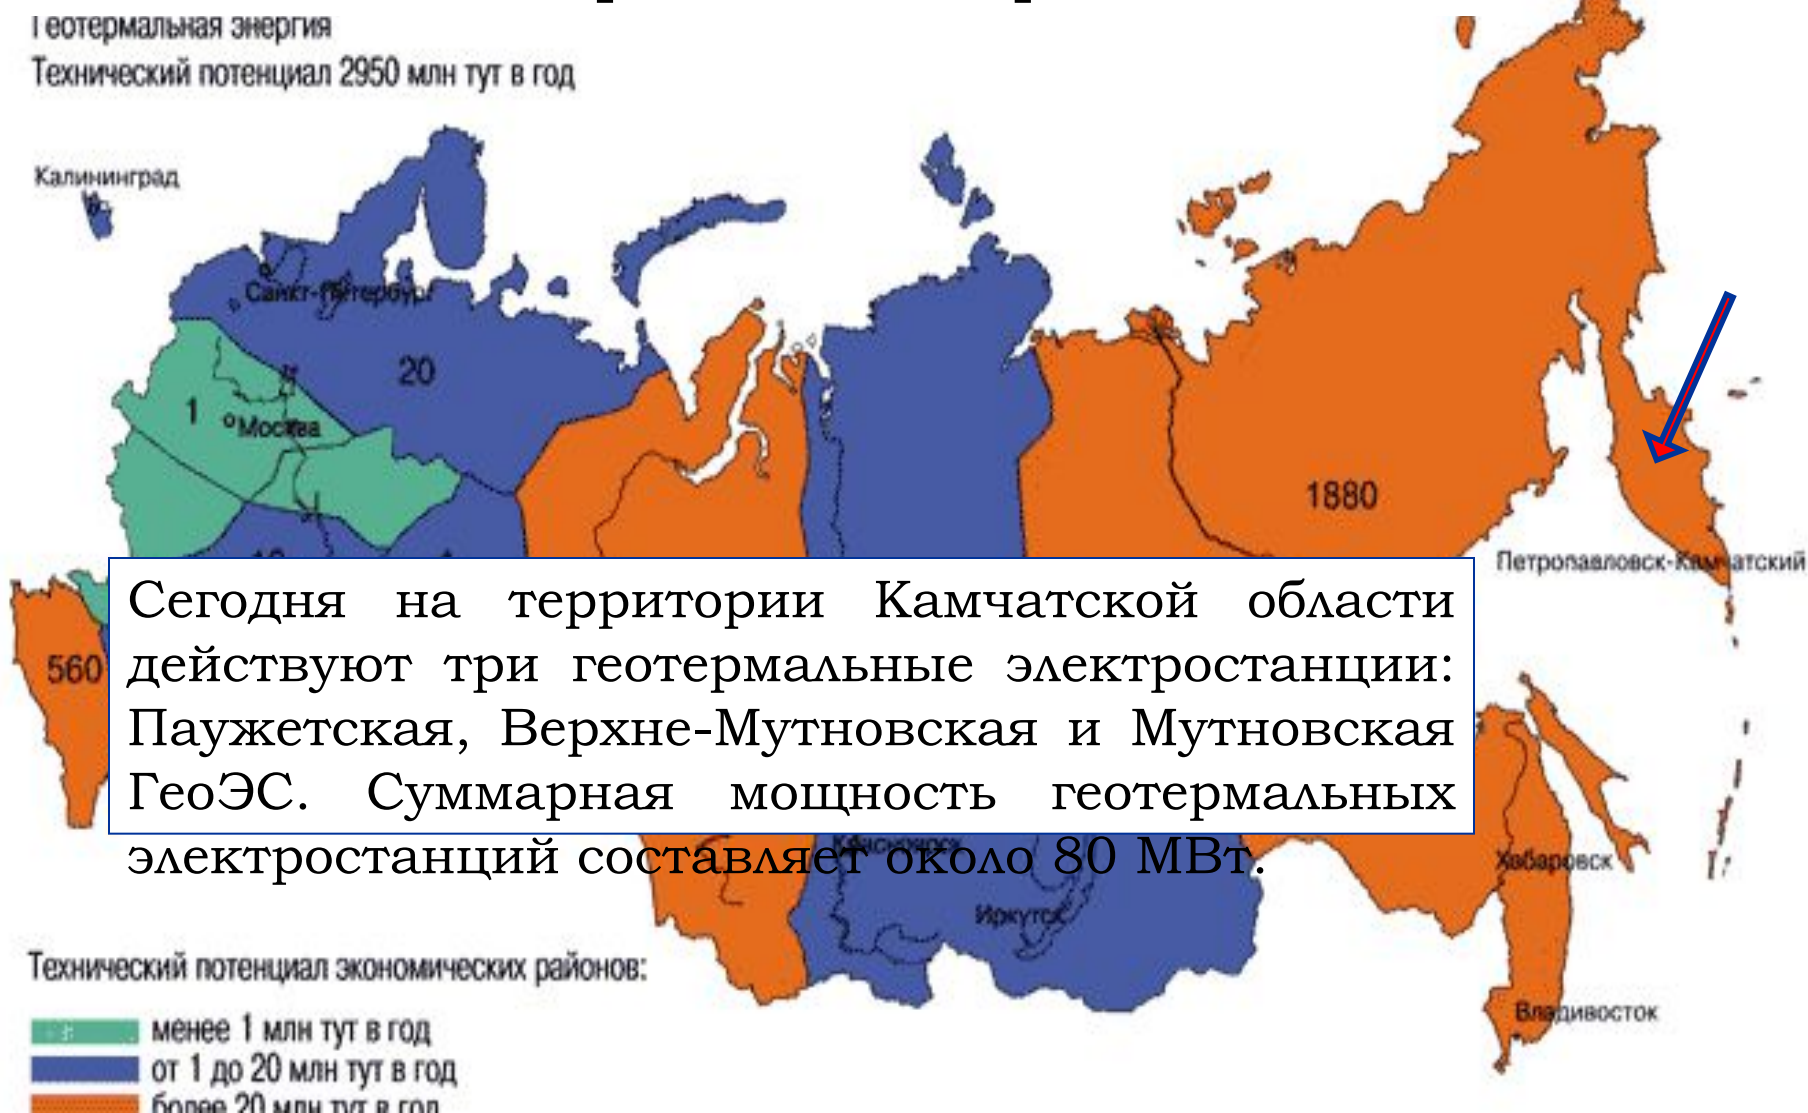 Геотермальная энергия
Технический потенциал 2950 млн тут в год
Калининград
Санкт-Петербург
20
1
Москва
1880
Петропавловск-Камчатский
560
Сегодня на территории Камчатской области
действуют три геотермальные электростанции:
Паужетская, Верхне-Мутновская и Мутновская
ГеоЭС. Суммарная мощность геотермальных
электростанций составляет около 80 МВт.
Красноярск
Хабаровск
Иркутск
Владивосток
Технический потенциал экономических районов:
менее 1 млн тут в год
от 1 до 20 млн тут в год
более 20 млн тут в год